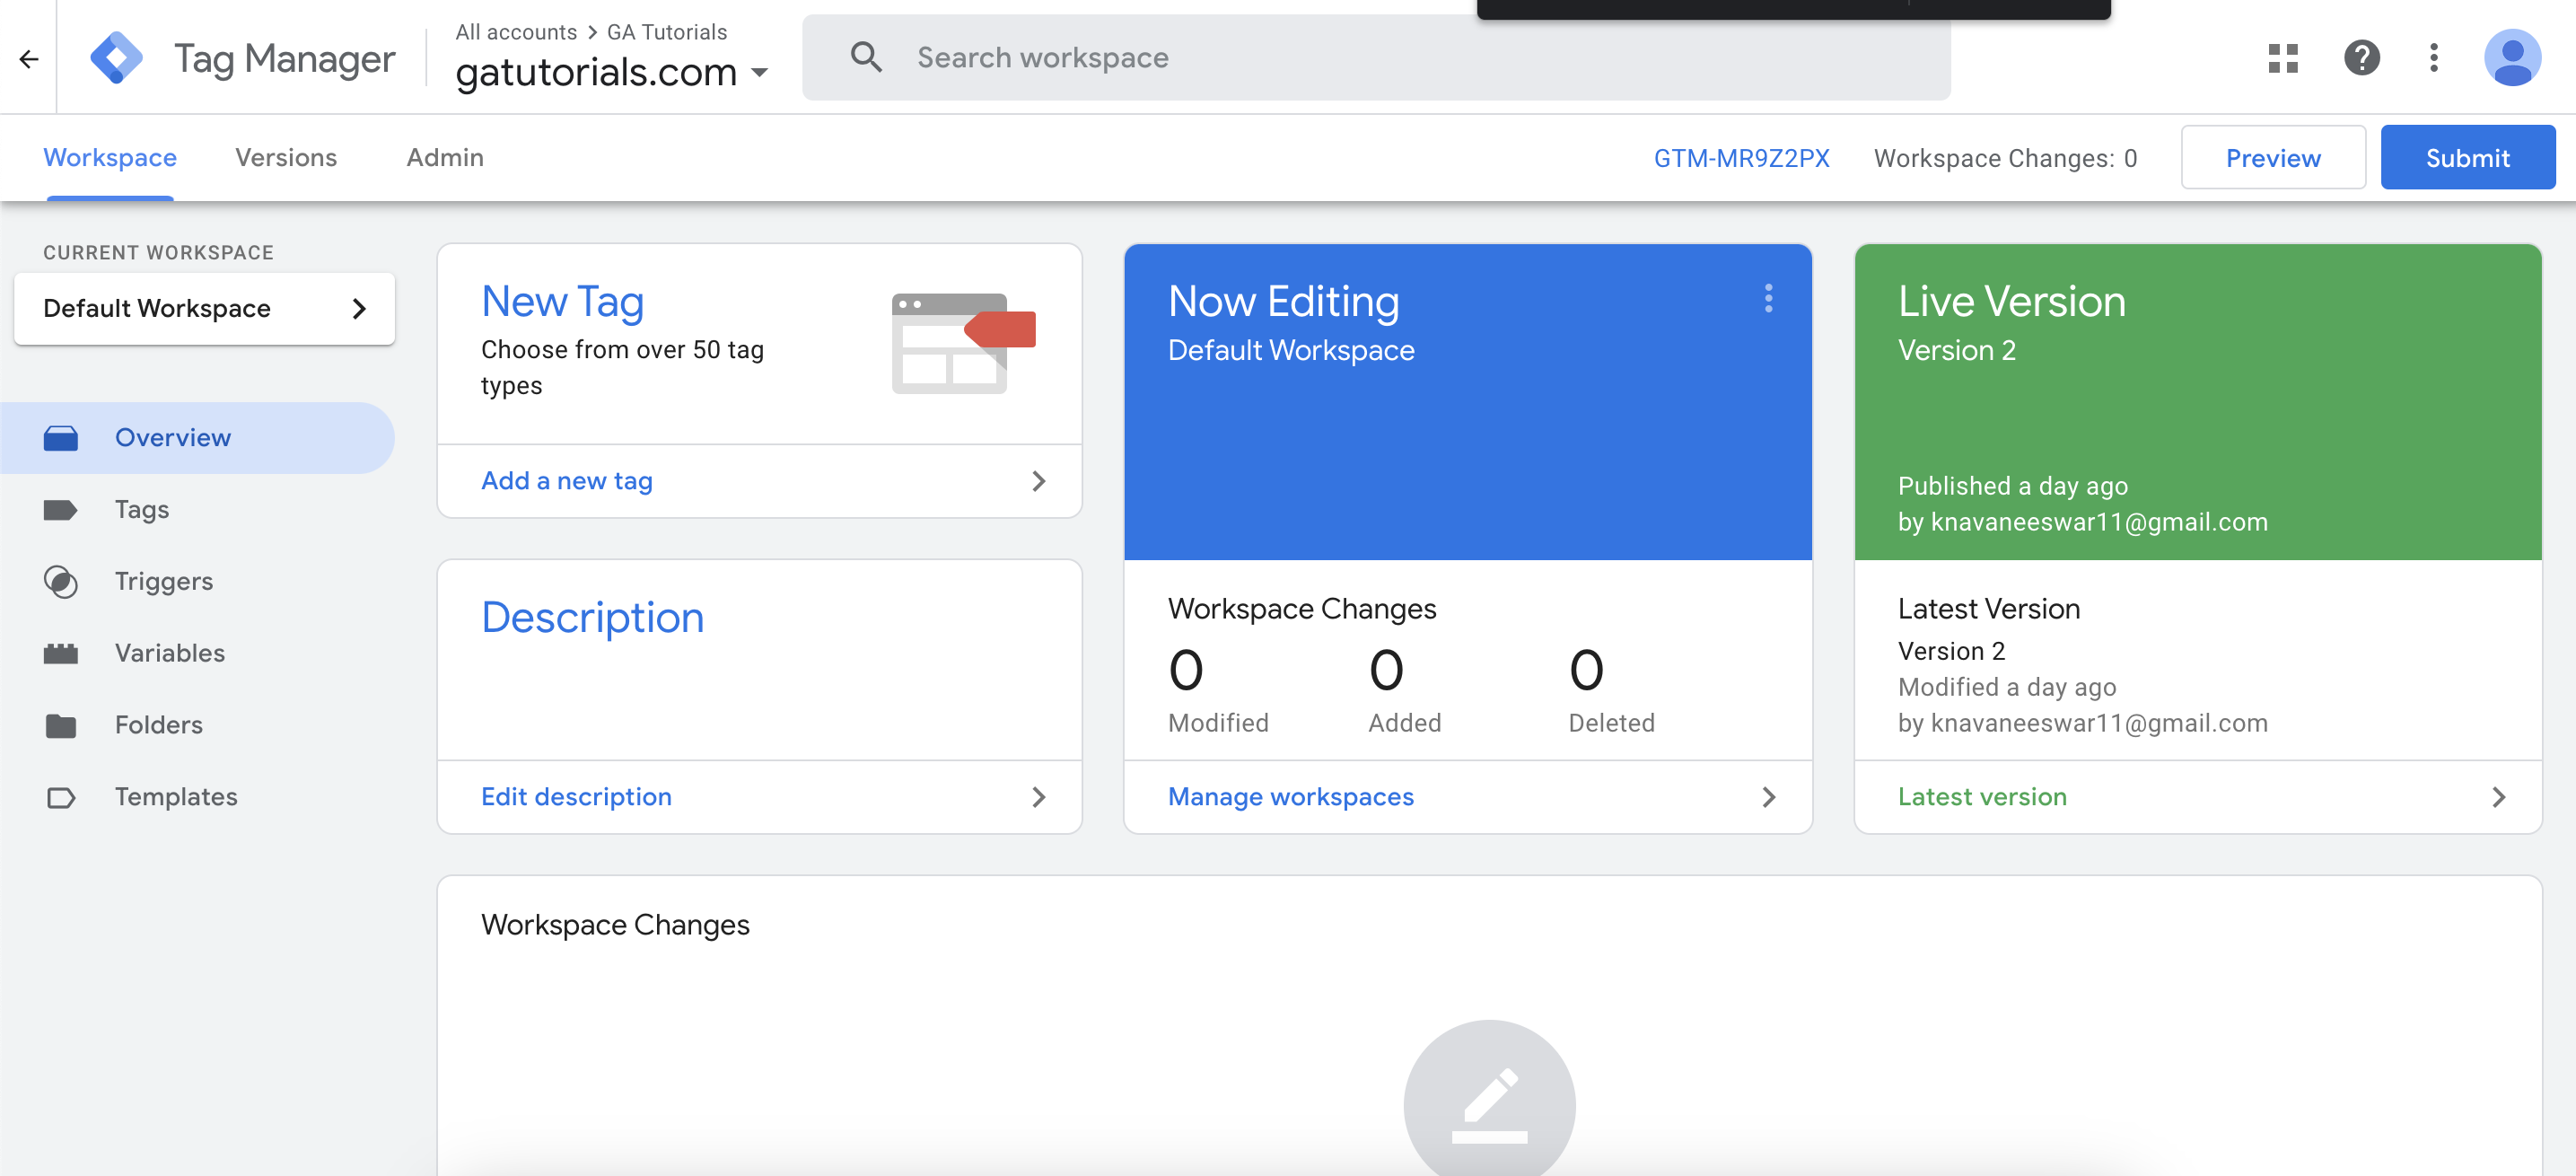 Tag Manager
All accounts > GA Tutorials
gatutorials.com
Search workspace
?
Workspace
Versions
Admin
GTM-MR9Z2PX
Workspace Changes: 0
Preview
Submit
CURRENT WORKSPACE
Default Workspace
Overview
Tags
Triggers
Variables
Folders
Templates
New Tag
Choose from over 50 tag
types
Add a new tag
Description
Edit description
Now Editing
Default Workspace
Workspace Changes
0 0 0
Modified Added Deleted
Manage workspaces
Live Version
Version 2
Published a day ago
by knavaneeswar11@gmail.com
Latest Version
Version 2
Modified a day ago
by knavaneeswar11@gmail.com
Latest version
Workspace Changes